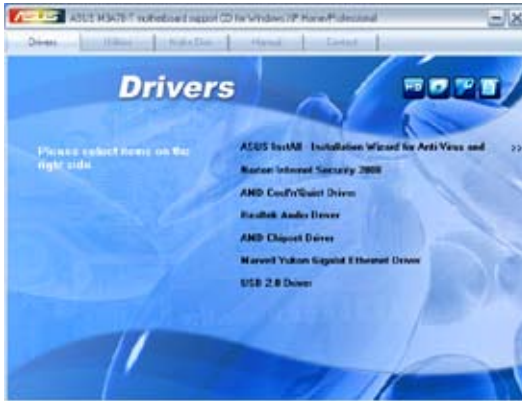 ASUS M3A78-T motherboard support CD for Windows XP Home/Professional
Drivers Utilities Make Disk Manual Contact
Drivers
Please select items on the
right side.
ASUS InstAll - Installation Wizard for Anti Virus and >>
Norton Internet Security 2008
AMD Cool'n'Quiet Driver
Realtek Audio Driver
AMD Chipset Driver
Marvell Yukon Gigabit Ethernet Driver
USB 2.0 Driver